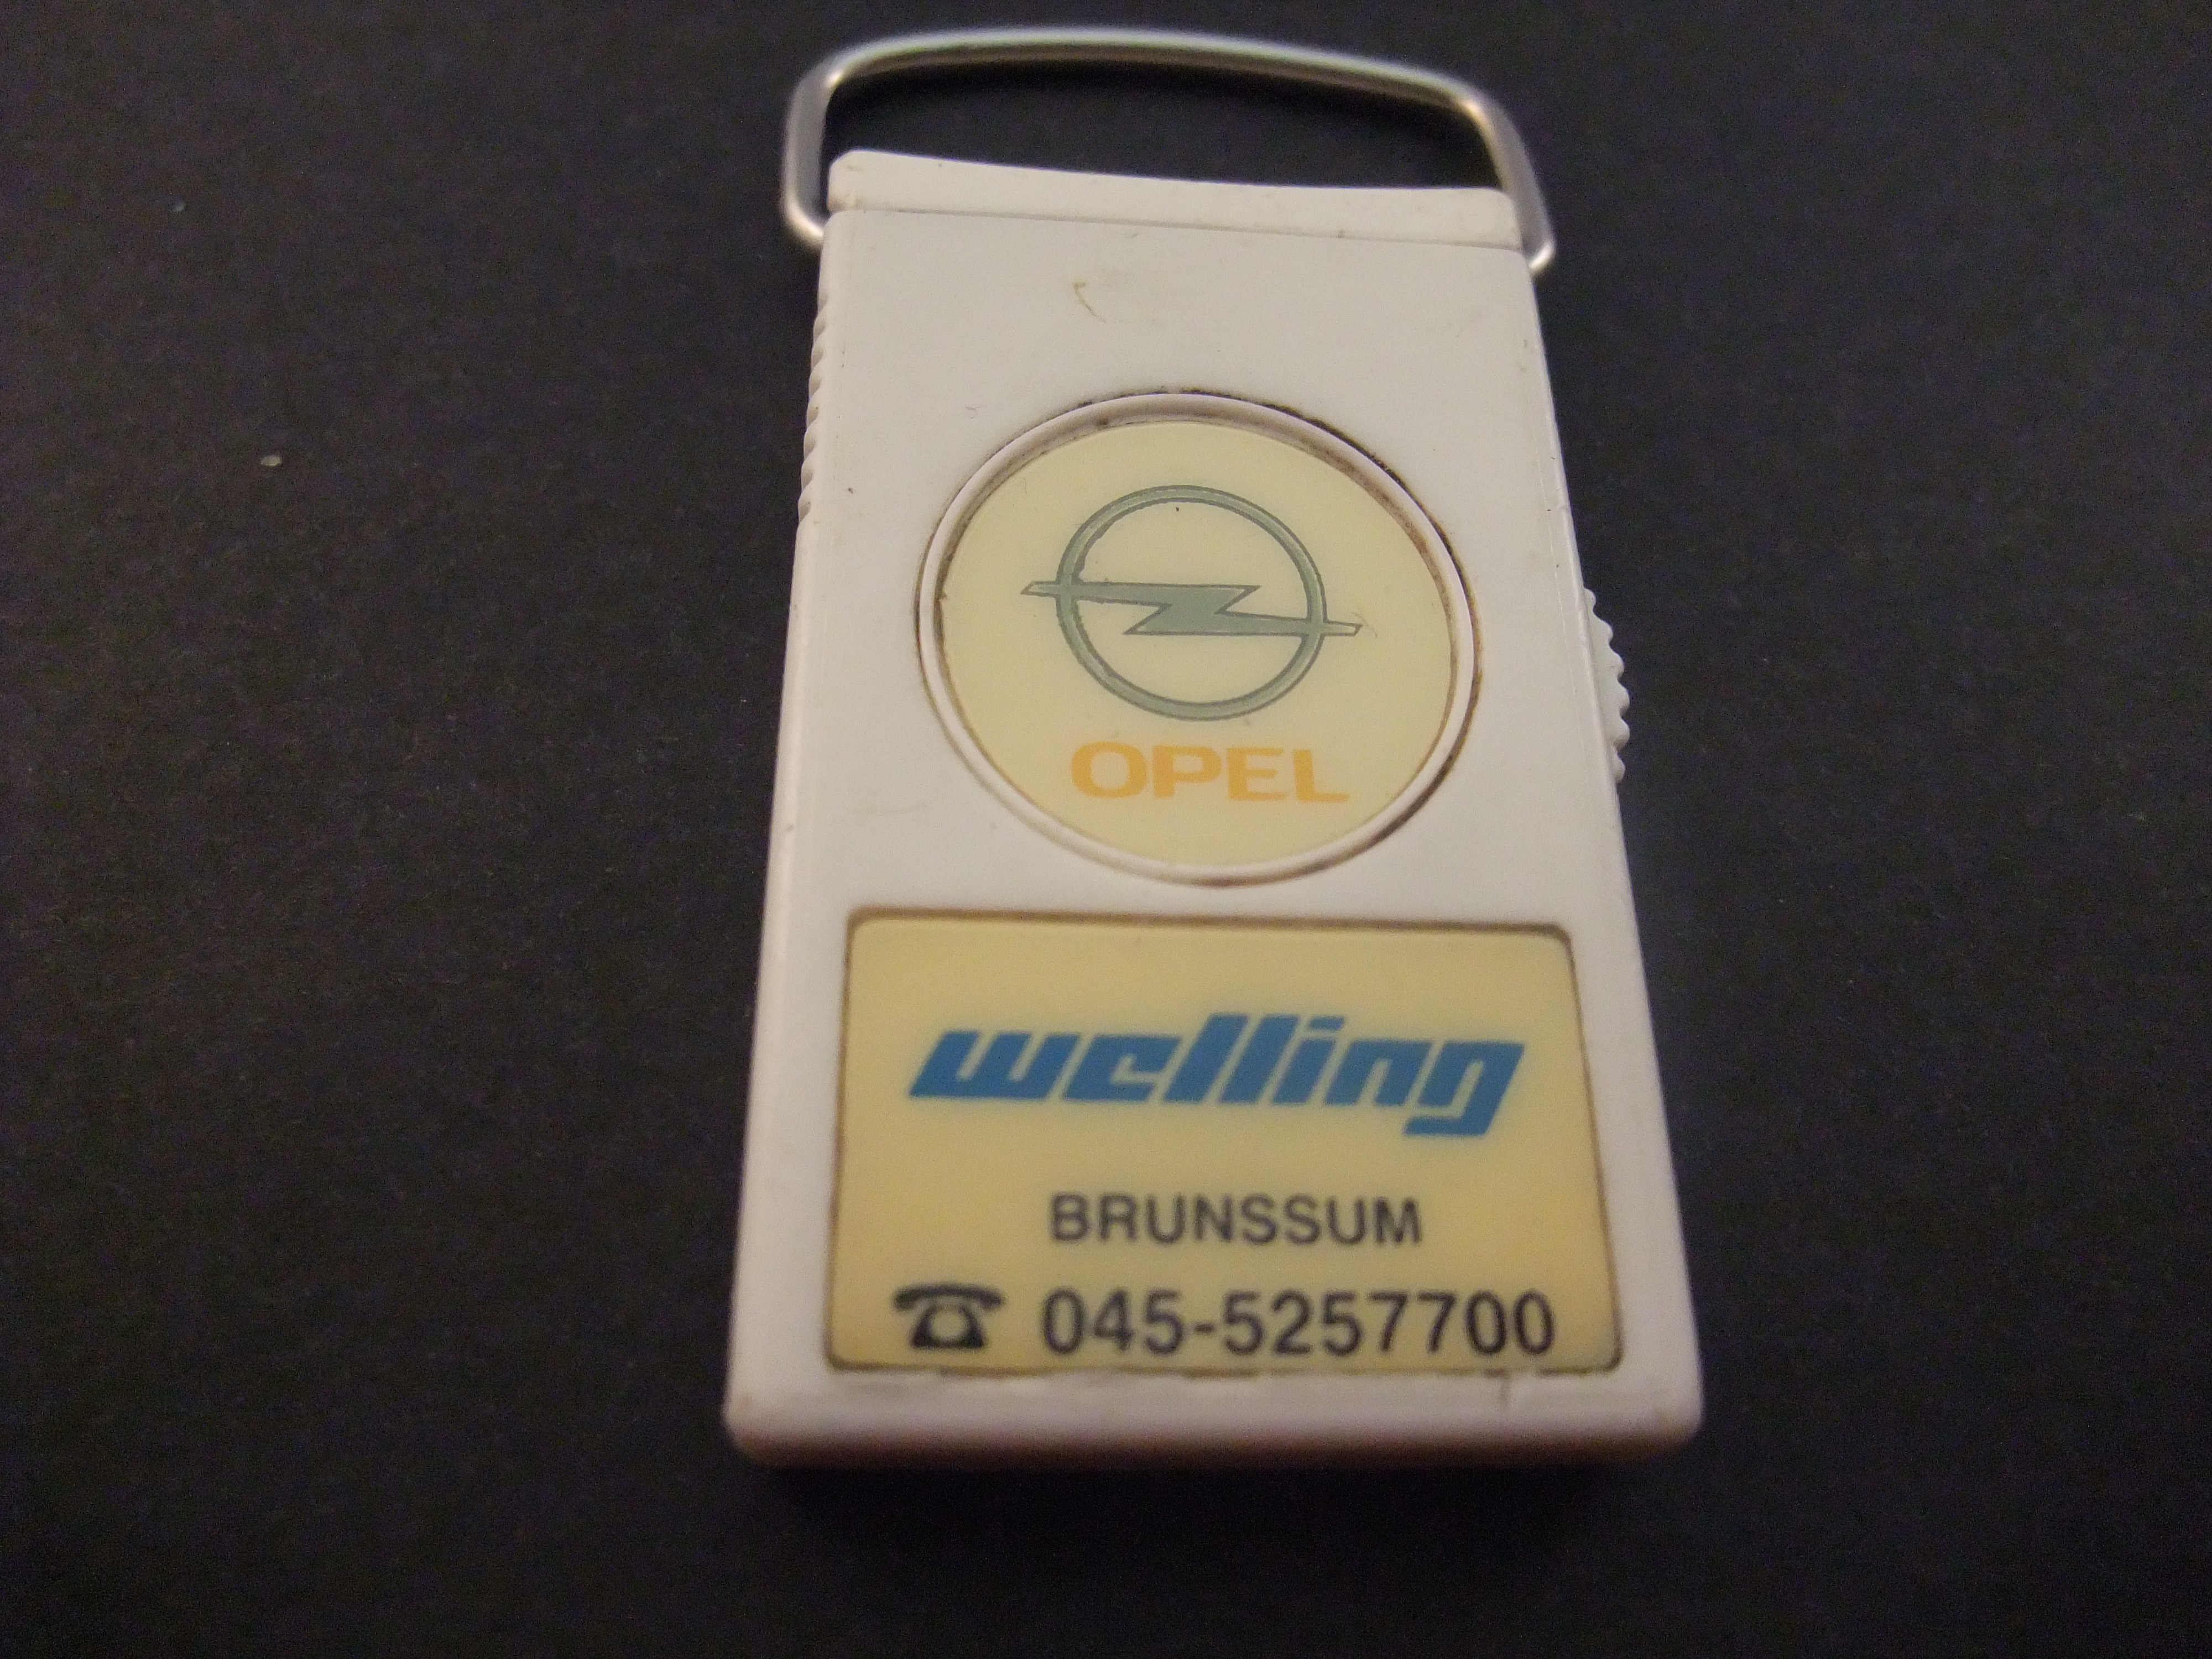 OPEL
welling
BRUNSSUM
☎ 045-5257700